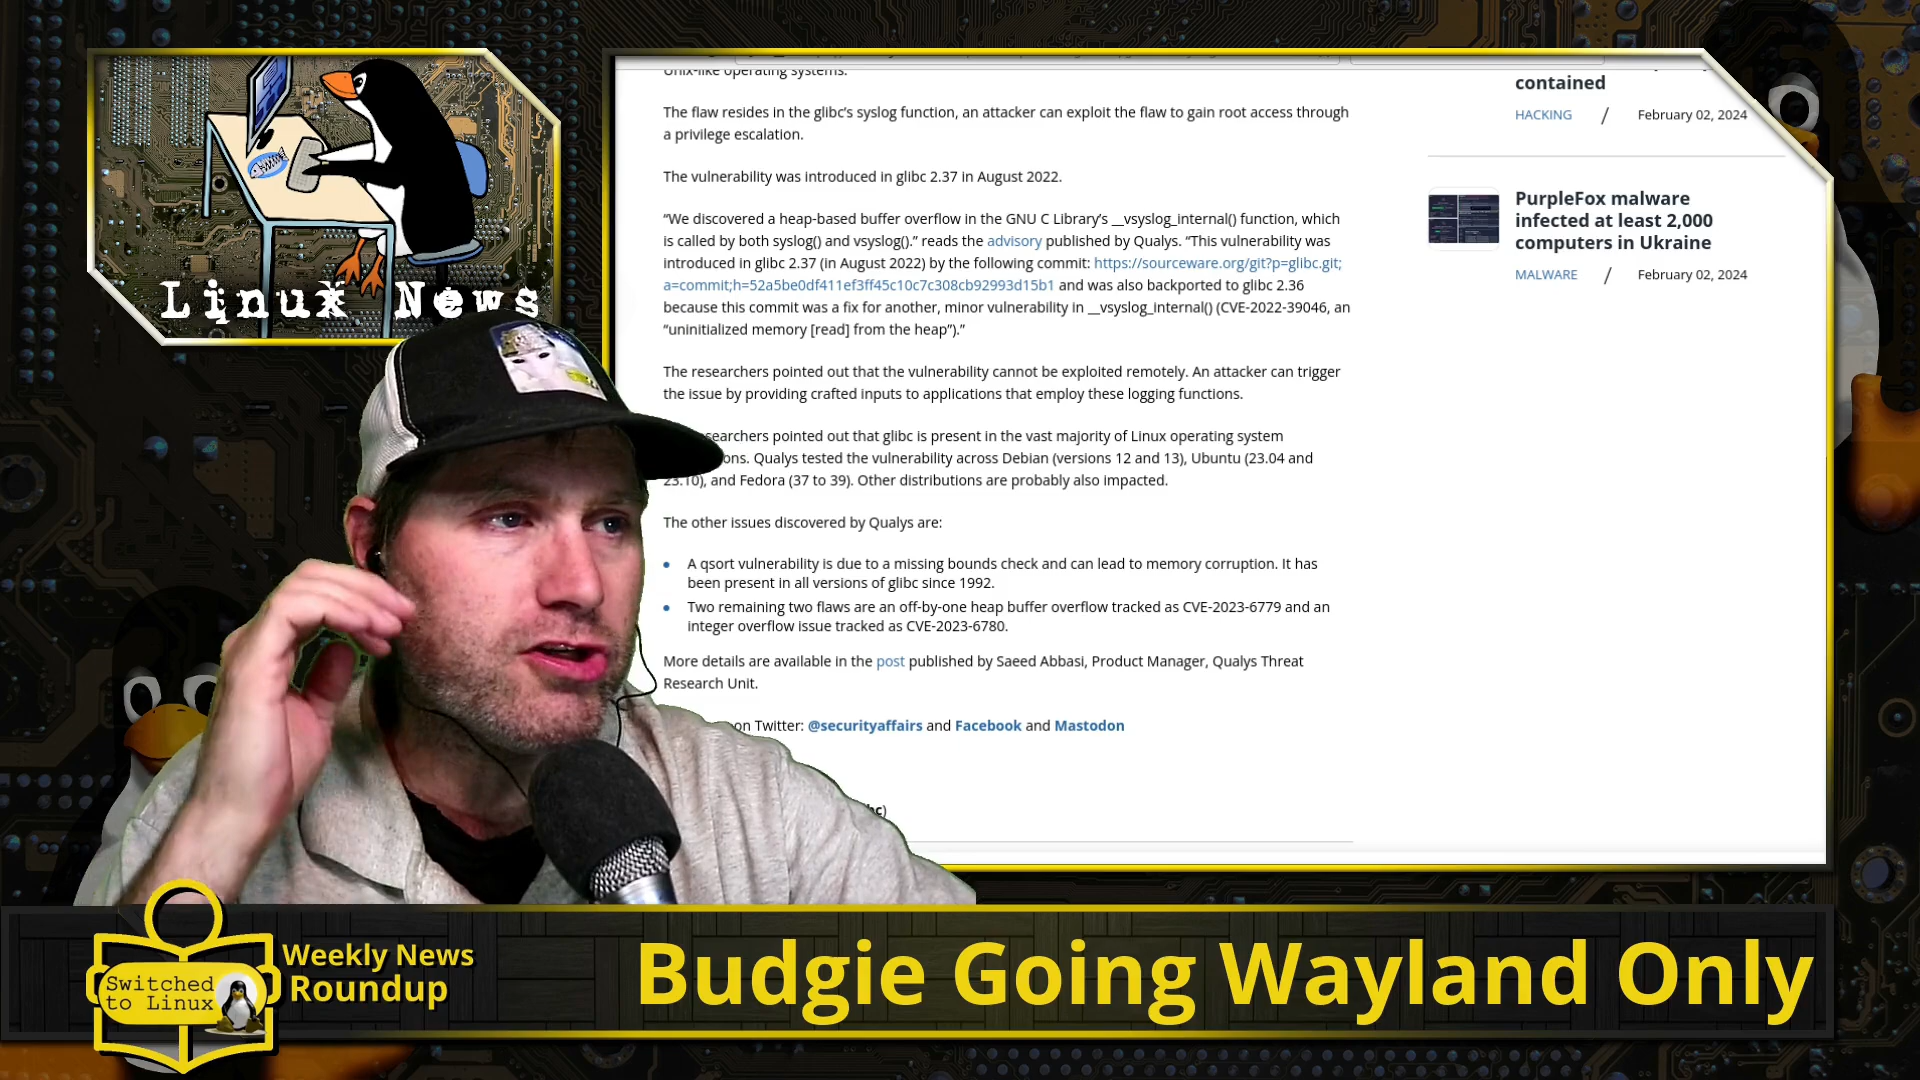 Linux News
Unix-like operating systems.
The flaw resides in the glibc's syslog function, an attacker can exploit the flaw to gain root access through
a privilege escalation.
The vulnerability was introduced in glibc 2.37 in August 2022.
“We discovered a heap-based buffer overflow in the GNU C Library's __vsyslog_internal() function, which
is called by both syslog() and vsyslog().” reads the advisory published by Qualys. “This vulnerability was
introduced in glibc 2.37 (in August 2022) by the following commit: https://sourceware.org/git?p=glibc.git;
a=commit;h=52a5be0df411ef3ff45c10c7c308cb92993d15b1 and was also backported to glibc 2.36
because this commit was a fix for another, minor vulnerability in __vsyslog_internal() (CVE-2022-39046, an
“uninitialized memory [read] from the heap”).”
The researchers pointed out that the vulnerability cannot be exploited remotely. An attacker can trigger
the issue by providing crafted inputs to applications that employ these logging functions.
searchers pointed out that glibc is present in the vast majority of Linux operating system
ons. Qualys tested the vulnerability across Debian (versions 12 and 13), Ubuntu (23.04 and
23.10), and Fedora (37 to 39). Other distributions are probably also impacted.
The other issues discovered by Qualys are:
• A qsort vulnerability is due to a missing bounds check and can lead to memory corruption. It has
been present in all versions of glibc since 1992.
• Two remaining two flaws are an off-by-one heap buffer overflow tracked as CVE-2023-6779 and an
integer overflow issue tracked as CVE-2023-6780.
More details are available in the post published by Saeed Abbasi, Product Manager, Qualys Threat
Research Unit.
on Twitter: @securityaffairs and Facebook and Mastodon
contained
HACKING / February 02, 2024
PurpleFox malware
infected at least 2,000
computers in Ukraine
MALWARE / February 02, 2024
Switched
to Linux
Weekly News
Roundup
Budgie Going Wayland Only